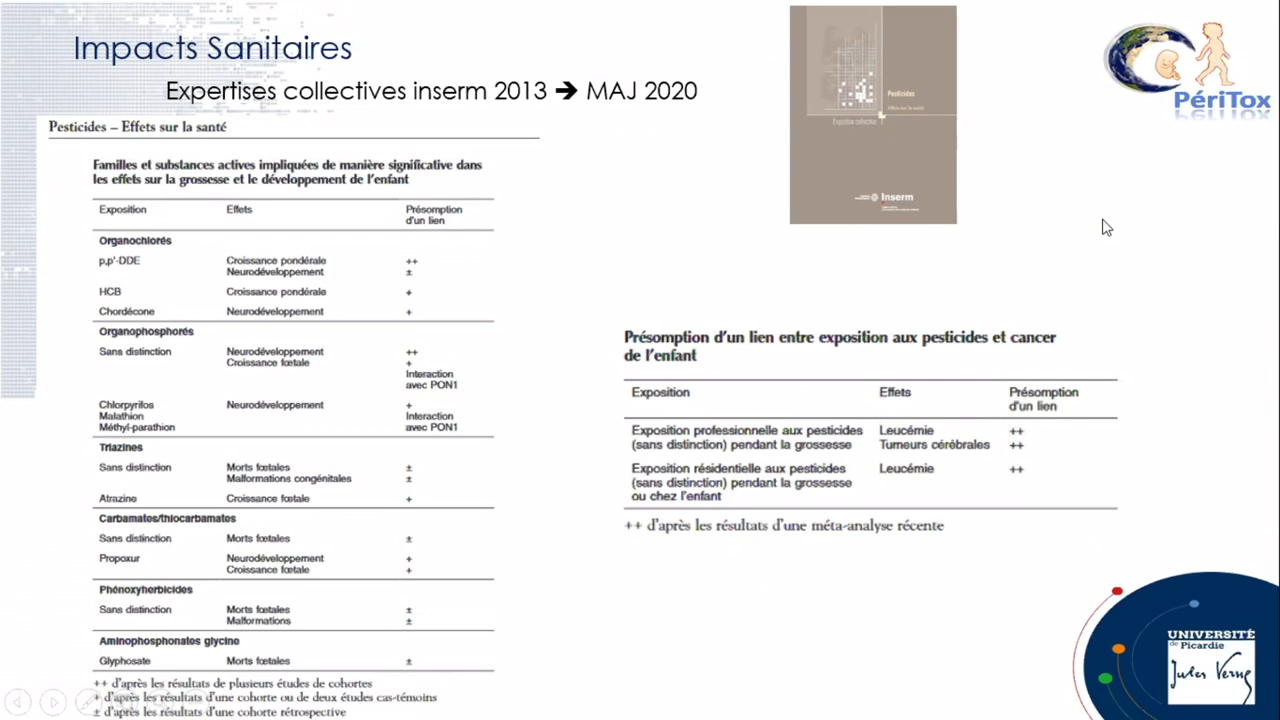 Impacts Sanitaires
Expertises collectives inserm 2013 ➔ MAJ 2020
PériTox
Pesticides
Effets sur la santé
Expertise collective
Inserm
Pesticides – Effets sur la santé
Familles et substances actives impliquées de manière significative dans
les effets sur la grossesse et le développement de l'enfant
Exposition Effets Présomption
d'un lien
Organochlorés
p,p'-DDE Croissance pondérale ++
Neurodéveloppement ±
HCB Croissance pondérale +
Chordécone Neurodéveloppement +
Organophosphorés
Sans distinction Neurodéveloppement ++
Croissance fœtale +
Interaction
avec PON1
Chlorpyrifos Neurodéveloppement +
Malathion Interaction
Méthyl-parathion avec PON1
Triazines
Sans distinction Morts fœtales ±
Malformations congénitales ±
Atrazine Croissance fœtale +
Carbamates/thiocarbamates
Sans distinction Morts fœtales ±
Propoxur Neurodéveloppement +
Croissance fœtale +
Phénoxyherbicides
Sans distinction Morts fœtales ±
Malformations ±
Aminophosphonates glycine
Glyphosate Morts fœtales ±
++ d'après les résultats de plusieurs études de cohortes
+ d'après les résultats d'une cohorte ou de deux études cas-témoins
± d'après les résultats d'une cohorte rétrospective
Présomption d'un lien entre exposition aux pesticides et cancer
de l'enfant
Exposition Effets Présomption
d'un lien
Exposition professionnelle aux pesticides Leucémie ++
(sans distinction) pendant la grossesse Tumeurs cérébrales ++
Exposition résidentielle aux pesticides Leucémie ++
(sans distinction) pendant la grossesse
ou chez l'enfant
++ d'après les résultats d'une méta-analyse récente
UNIVERSITÉ
de Picardie
Jules Verne